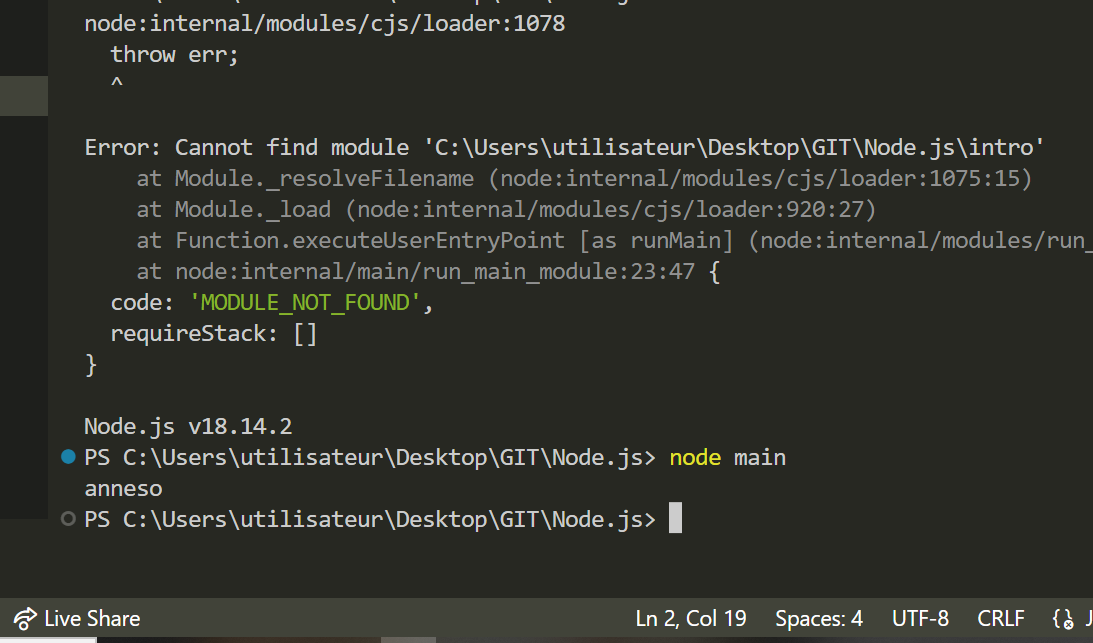 node:internal/modules/cjs/loader:1078
throw err;
^
Error: Cannot find module 'C:\Users\utilisateur\Desktop\GIT\Node.js\intro'
at Module._resolveFilename (node:internal/modules/cjs/loader:1075:15)
at Module._load (node:internal/modules/cjs/loader:920:27)
at Function.executeUserEntryPoint [as runMain] (node:internal/modules/run_
at node:internal/main/run_main_module:23:47 {
code: 'MODULE_NOT_FOUND',
requireStack: []
}
Node.js v18.14.2
PS C:\Users\utilisateur\Desktop\GIT\Node.js> node main
anneso
PS C:\Users\utilisateur\Desktop\GIT\Node.js>
Live Share Ln 2, Col 19 Spaces: 4 UTF-8 CRLF {} J